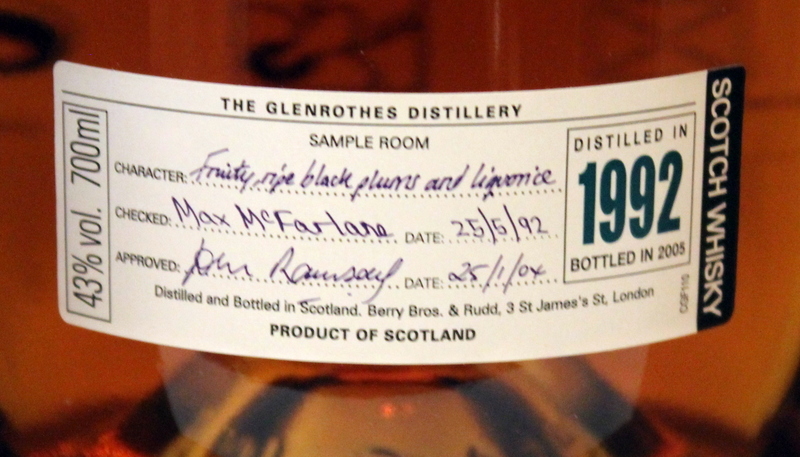 THE GLENROTHES DISTILLERY
SAMPLE ROOM
CHARACTER: Fruity, ripe black plums and liquorice
CHECKED: Max McFarlane DATE: 25/5/92
APPROVED: John Ramsay DATE: 25/1/04
Distilled and Bottled in Scotland. Berry Bros. & Rudd, 3 St James's St, London
PRODUCT OF SCOTLAND
43% vol. 700ml
DISTILLED IN
1992
BOTTLED IN 2005
CGF110
SCOTCH WHISKY